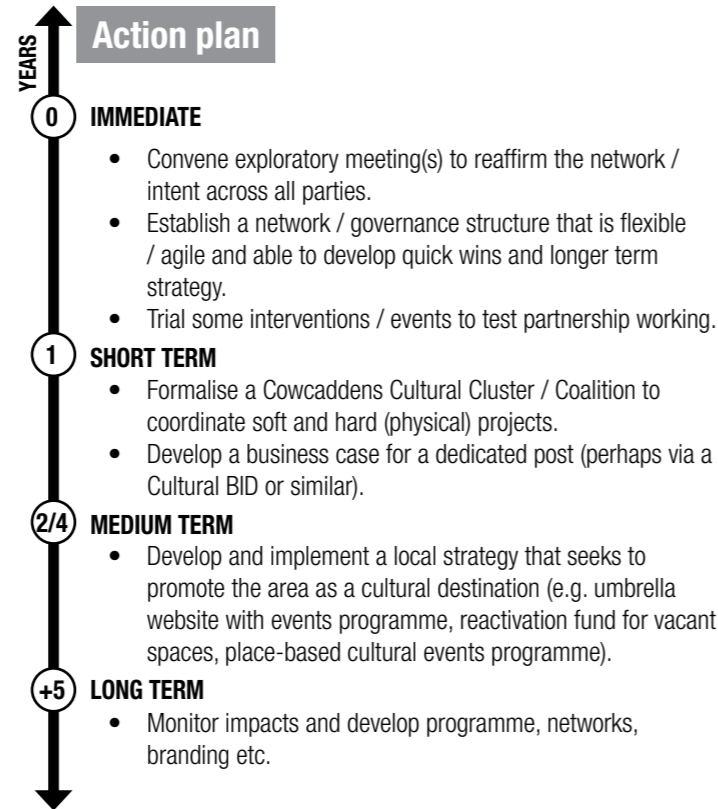 YEARS
Action plan
0
IMMEDIATE
• Convene exploratory meeting(s) to reaffirm the network /
intent across all parties.
• Establish a network / governance structure that is flexible
/ agile and able to develop quick wins and longer term
strategy.
• Trial some interventions / events to test partnership working.
1
SHORT TERM
• Formalise a Cowcaddens Cultural Cluster / Coalition to
coordinate soft and hard (physical) projects.
• Develop a business case for a dedicated post (perhaps via a
Cultural BID or similar).
2/4
MEDIUM TERM
• Develop and implement a local strategy that seeks to
promote the area as a cultural destination (e.g. umbrella
website with events programme, reactivation fund for vacant
spaces, place-based cultural events programme).
+5
LONG TERM
• Monitor impacts and develop programme, networks,
branding etc.